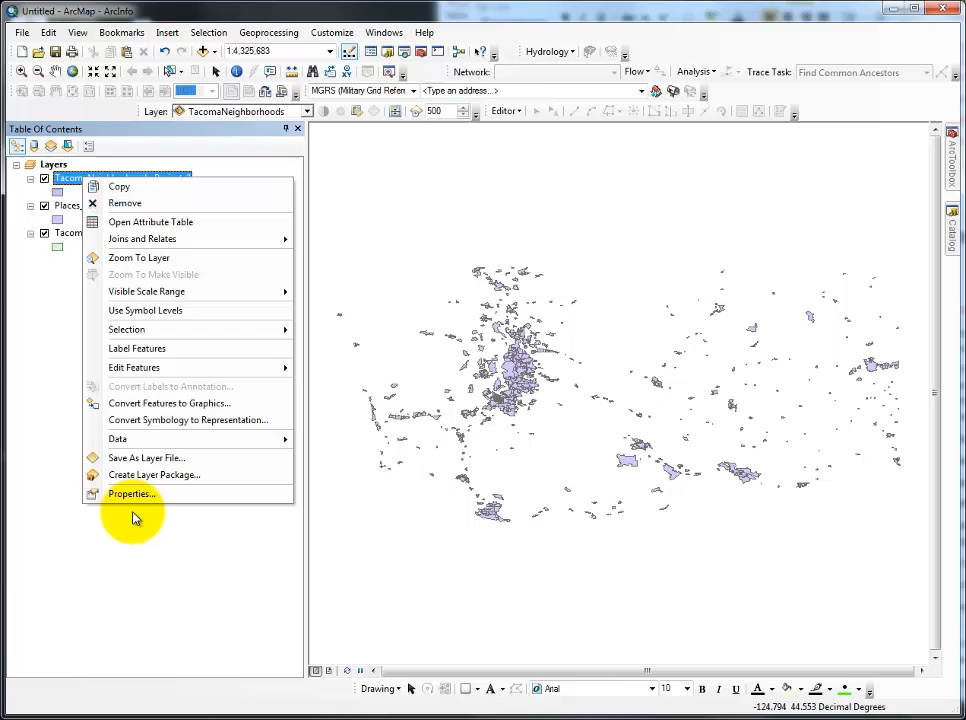 Untitled - ArcMap - ArcInfo
File Edit View Bookmarks Insert Selection Geoprocessing Customize Windows Help
1:4,325,683 Hydrology
Network: Flow Analysis Trace Task: Find Common Ancestors
MGRS (Military Grid Referen <Type an address...>
Layer: TacomaNeighborhoods 500 Editor
Table Of Contents
Layers
Tacom
Copy
Remove
Places_
Open Attribute Table
Tacom
Joins and Relates
Zoom To Layer
Zoom To Make Visible
Visible Scale Range
Use Symbol Levels
Selection
Label Features
Edit Features
Convert Labels to Annotation...
Convert Features to Graphics...
Convert Symbology to Representation...
Data
Save As Layer File...
Create Layer Package...
Properties...
ArcToolbox
Catalog
Drawing A Arial 10 B I U A
-124.794 44.553 Decimal Degrees